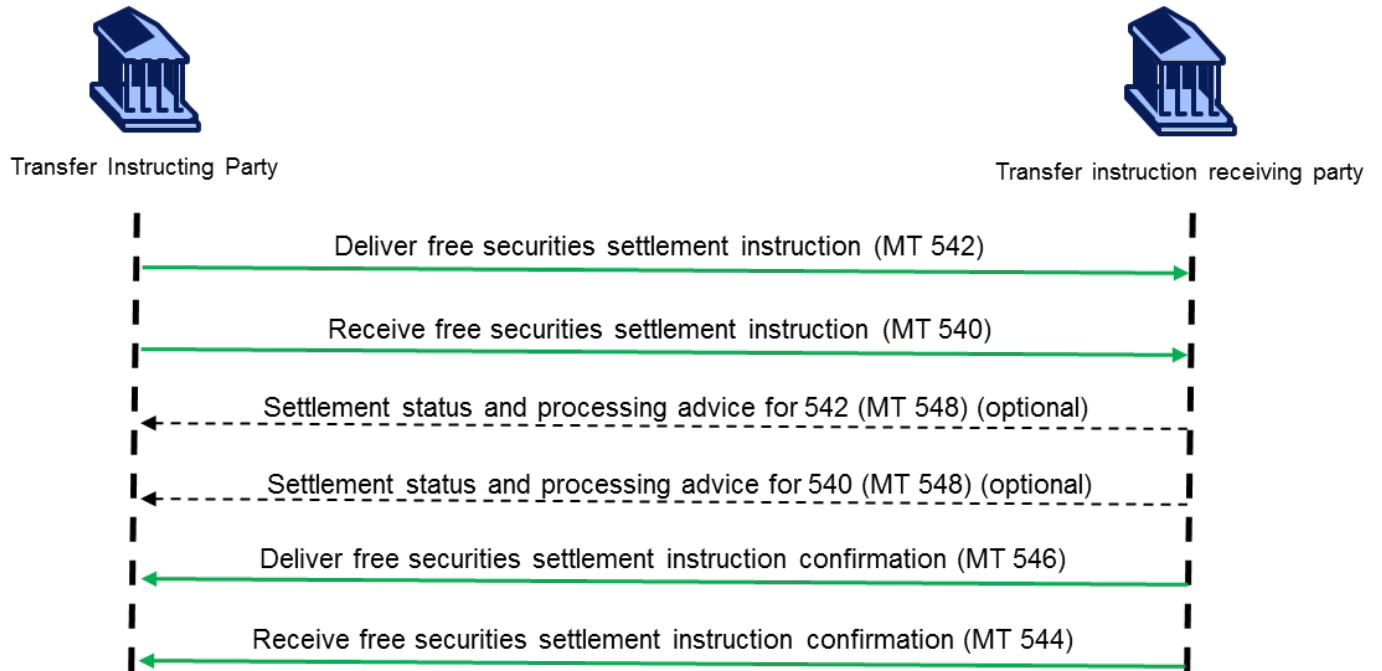 Transfer Instructing Party
Transfer instruction receiving party
Deliver free securities settlement instruction (MT 542)
Receive free securities settlement instruction (MT 540)
Settlement status and processing advice for 542 (MT 548) (optional)
Settlement status and processing advice for 540 (MT 548) (optional)
Deliver free securities settlement instruction confirmation (MT 546)
Receive free securities settlement instruction confirmation (MT 544)